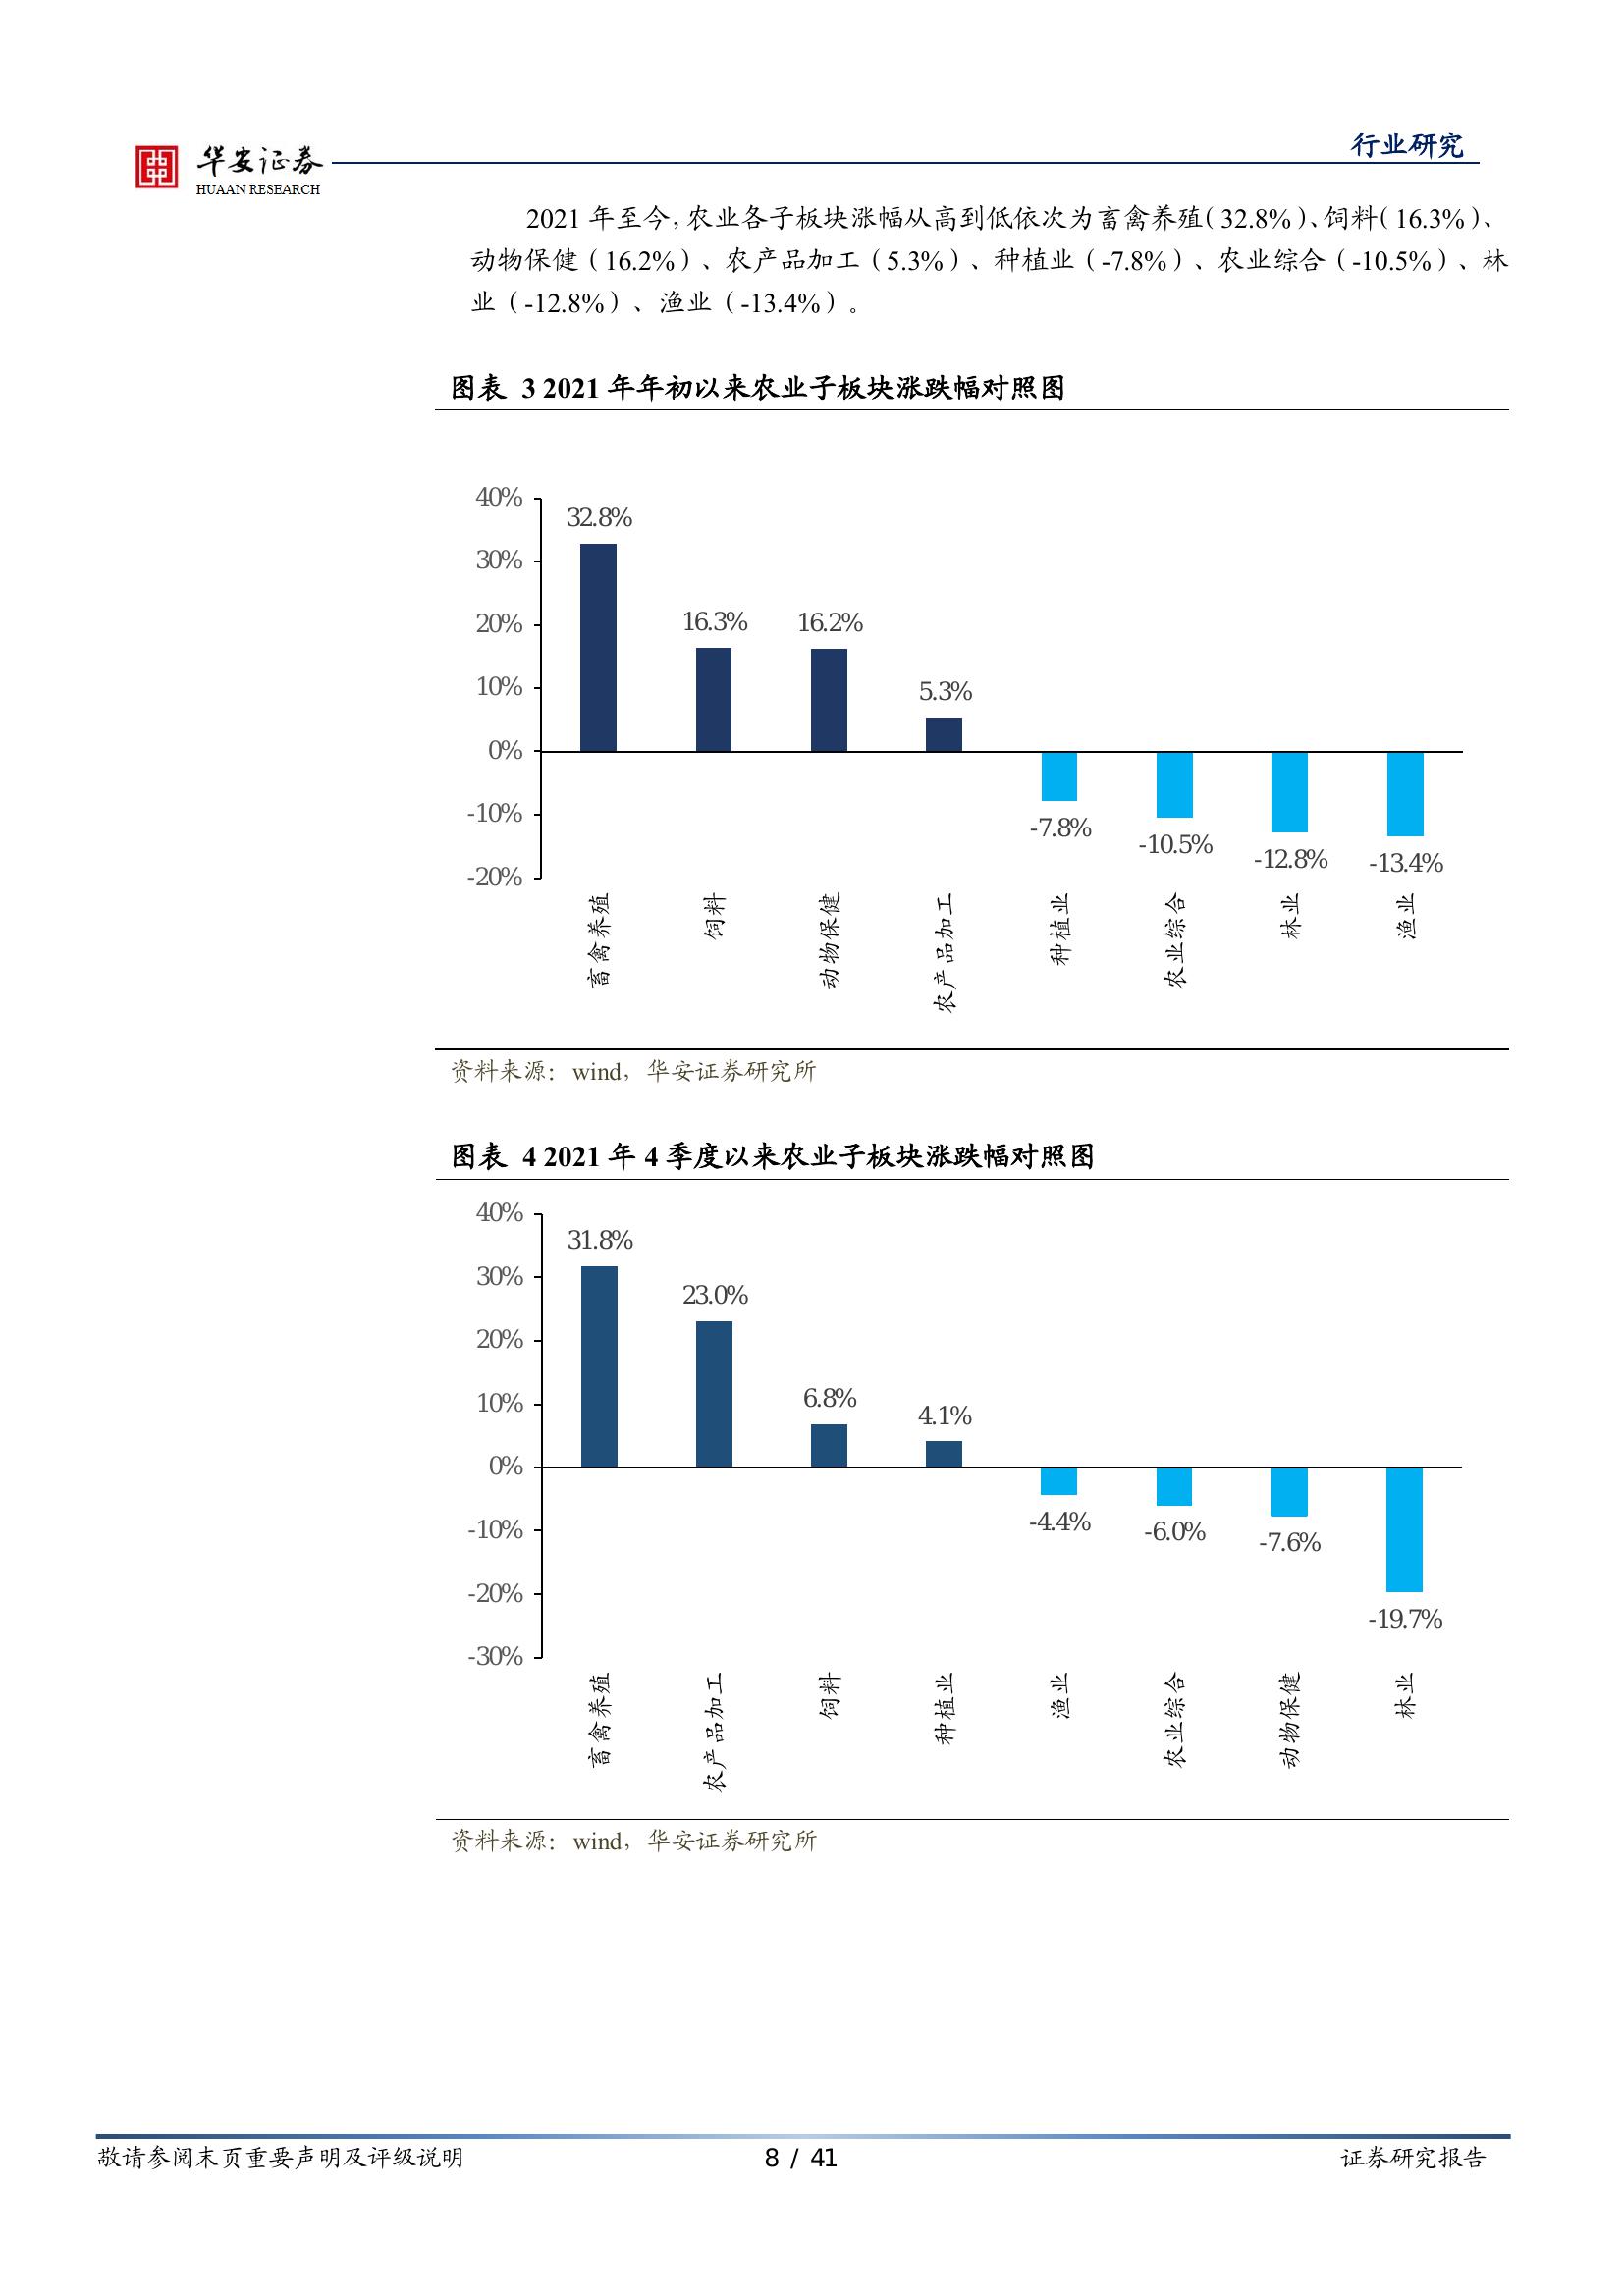 华安证券
HUAAN RESEARCH
行业研究
2021 年至今，农业各子板块涨幅从高到低依次为畜禽养殖（32.8%）、饲料（16.3%）、
动物保健（16.2%）、农产品加工（5.3%）、种植业（-7.8%）、农业综合（-10.5%）、林
业（-12.8%）、渔业（-13.4%）。
图表 3 2021 年年初以来农业子板块涨跌幅对照图
40%
30%
20%
10%
0%
-10%
-20%
32.8%
16.3%
16.2%
5.3%
-7.8%
-10.5%
-12.8%
-13.4%
畜禽养殖
饲料
动物保健
农产品加工
种植业
农业综合
林业
渔业
资料来源：wind，华安证券研究所
图表 4 2021 年 4 季度以来农业子板块涨跌幅对照图
40%
30%
20%
10%
0%
-10%
-20%
-30%
31.8%
23.0%
6.8%
4.1%
-4.4%
-6.0%
-7.6%
-19.7%
畜禽养殖
农产品加工
饲料
种植业
渔业
农业综合
动物保健
林业
资料来源：wind，华安证券研究所
敬请参阅末页重要声明及评级说明
8 / 41
证券研究报告